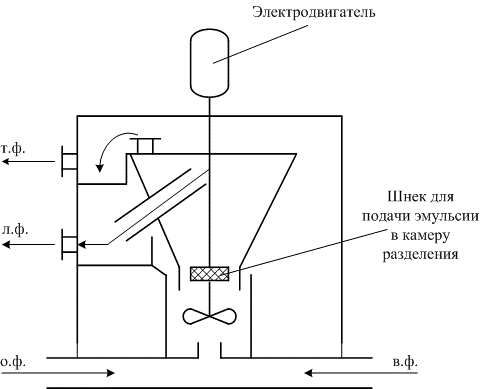 Электродвигатель
т.ф.
Шнек для
подачи эмульсии
в камеру
разделения
л.ф.
о.ф.
в.ф.